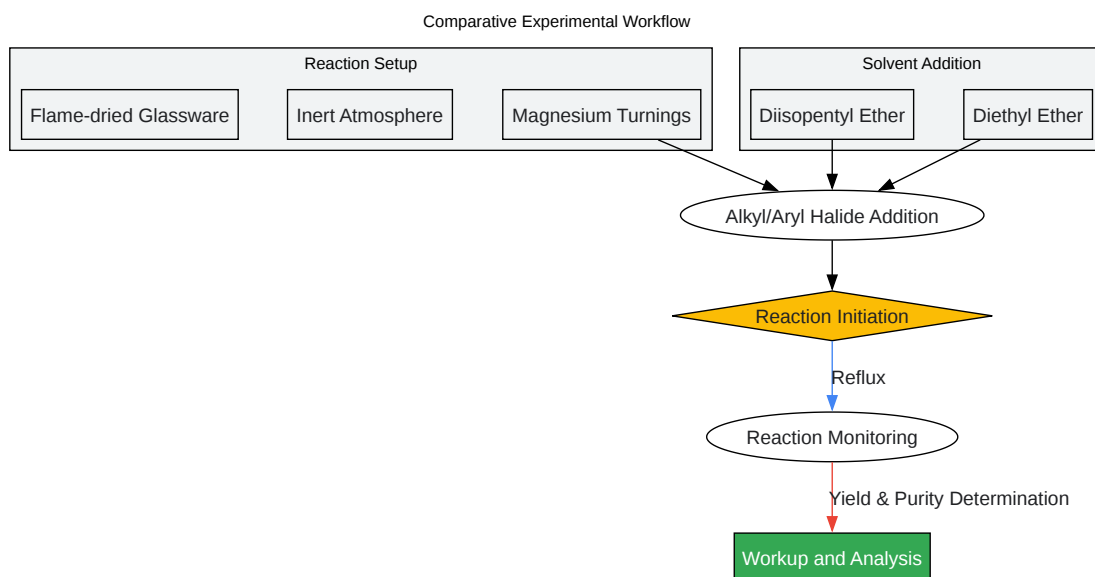 Comparative Experimental Workflow
Reaction Setup
Solvent Addition
Flame-dried Glassware
Inert Atmosphere
Magnesium Turnings
Diisopentyl Ether
Diethyl Ether
Alkyl/Aryl Halide Addition
Reaction Initiation
Reflux
Reaction Monitoring
Yield & Purity Determination
Workup and Analysis